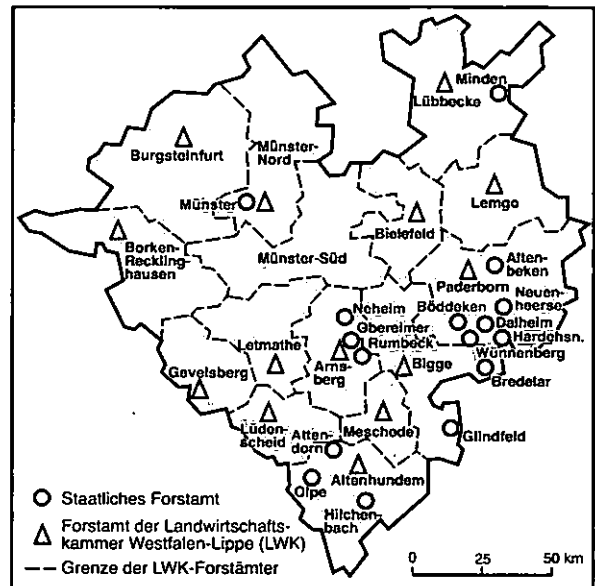 Minden
Lübbecke
Burgsteinfurt
Münster-
Nord
Münster
Lemgo
Bielefeld
Borken-
Reckling-
hausen
Münster-Süd
Alten-
beken
Paderborn
Neuen-
heerse
Böddeken
Dalheim
Hardehsn.
Wünnenberg
Bredelar
Neheim
Obereimer
Rumbeck
Arns-
berg
Bigge
Letmathe
Gevelsberg
Lüden-
scheid
Meschede
Glindfeld
Atten-
dorn
Altenhundem
Olpe
Hilchen-
bach
Staatliches Forstamt
Forstamt der Landwirtschafts-
kammer Westfalen-Lippe (LWK)
Grenze der LWK-Forstämter
0 25 50 km